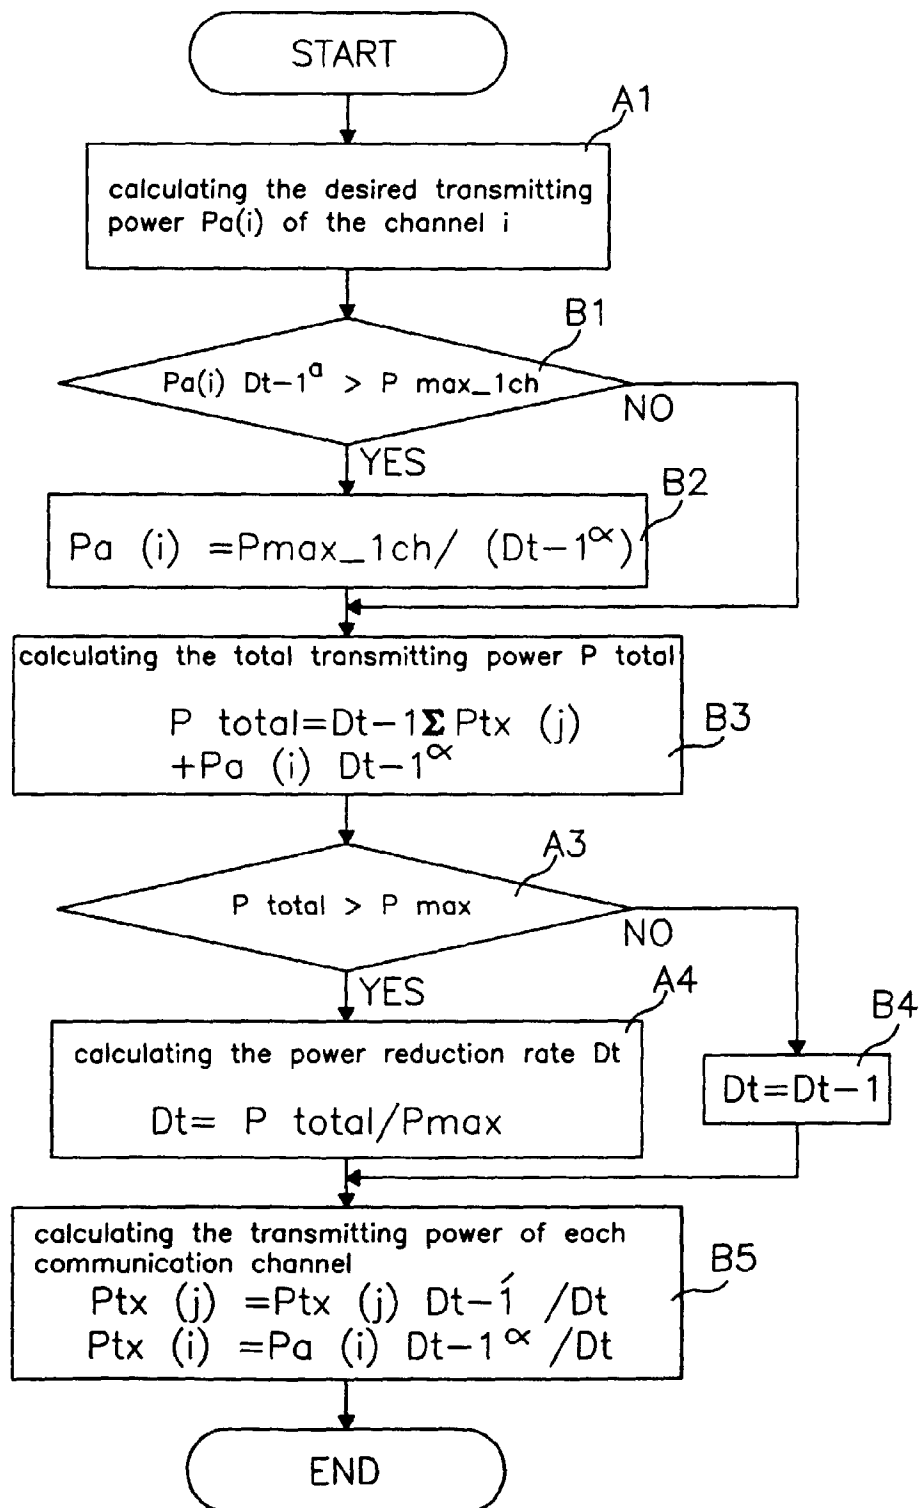 START
A1
calculating the desired transmitting
power Pa(i) of the channel i
B1
Pa(i) Dt-1^a > P max_1ch
NO
YES
B2
Pa (i) =Pmax_1ch/ (Dt-1^α)
calculating the total transmitting power P total
P total=Dt-1Σ Ptx (j)
+Pa (i) Dt-1^α
B3
A3
P total > P max
NO
YES
A4
calculating the power reduction rate Dt
Dt= P total/Pmax
B4
Dt=Dt-1
calculating the transmitting power of each
communication channel
Ptx (j) =Ptx (j) Dt-1́ /Dt
Ptx (i) =Pa (i) Dt-1^α /Dt
B5
END